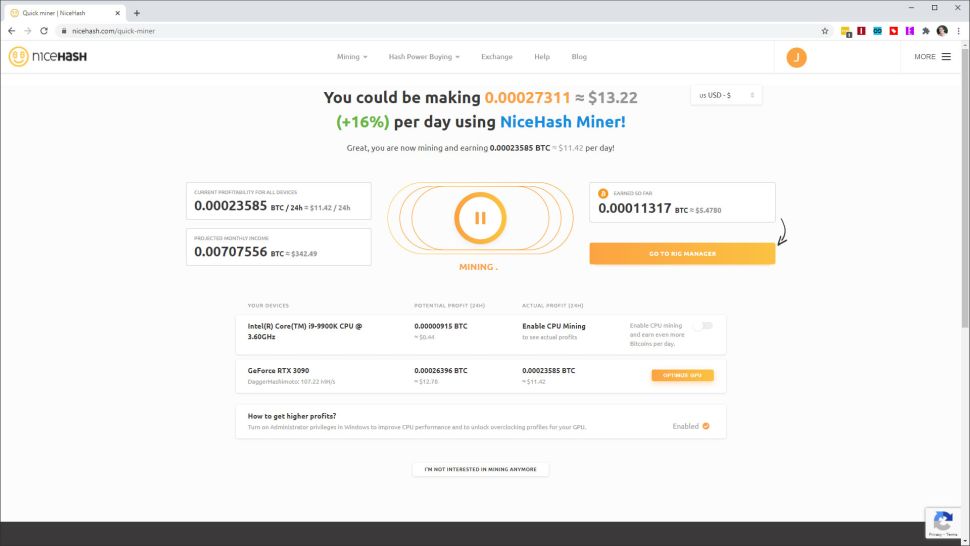 Quick miner | NiceHash
nicehash.com/quick-miner
NICEHASH
Mining
Hash Power Buying
Exchange
Help
Blog
J
MORE
You could be making 0.00027311 ≈ $13.22
(+16%) per day using NiceHash Miner!
us USD - $
Great, you are now mining and earning 0.00023585 BTC ≈ $11.42 per day!
CURRENT PROFITABILITY FOR ALL DEVICES
0.00023585 BTC / 24h ≈ $11.42 / 24h
PROJECTED MONTHLY INCOME
0.00707556 BTC ≈ $342.49
MINING .
EARNED SO FAR
0.00011317 BTC ≈ $5.4780
GO TO RIG MANAGER
YOUR DEVICES
POTENTIAL PROFIT (24H)
ACTUAL PROFIT (24H)
Intel(R) Core(TM) i9-9900K CPU @
3.60GHz
0.00000915 BTC
≈ $0.44
Enable CPU Mining
to see actual profits
Enable CPU mining
and earn even more
Bitcoins per day.
GeForce RTX 3090
DaggerHashimoto: 107.22 MH/s
0.00026396 BTC
≈ $12.78
0.00023585 BTC
≈ $11.42
OPTIMIZE GPU
How to get higher profits?
Turn on Administrator privileges in Windows to improve CPU performance and to unlock overclocking profiles for your GPU.
Enabled
I'M NOT INTERESTED IN MINING ANYMORE
Privacy - Terms